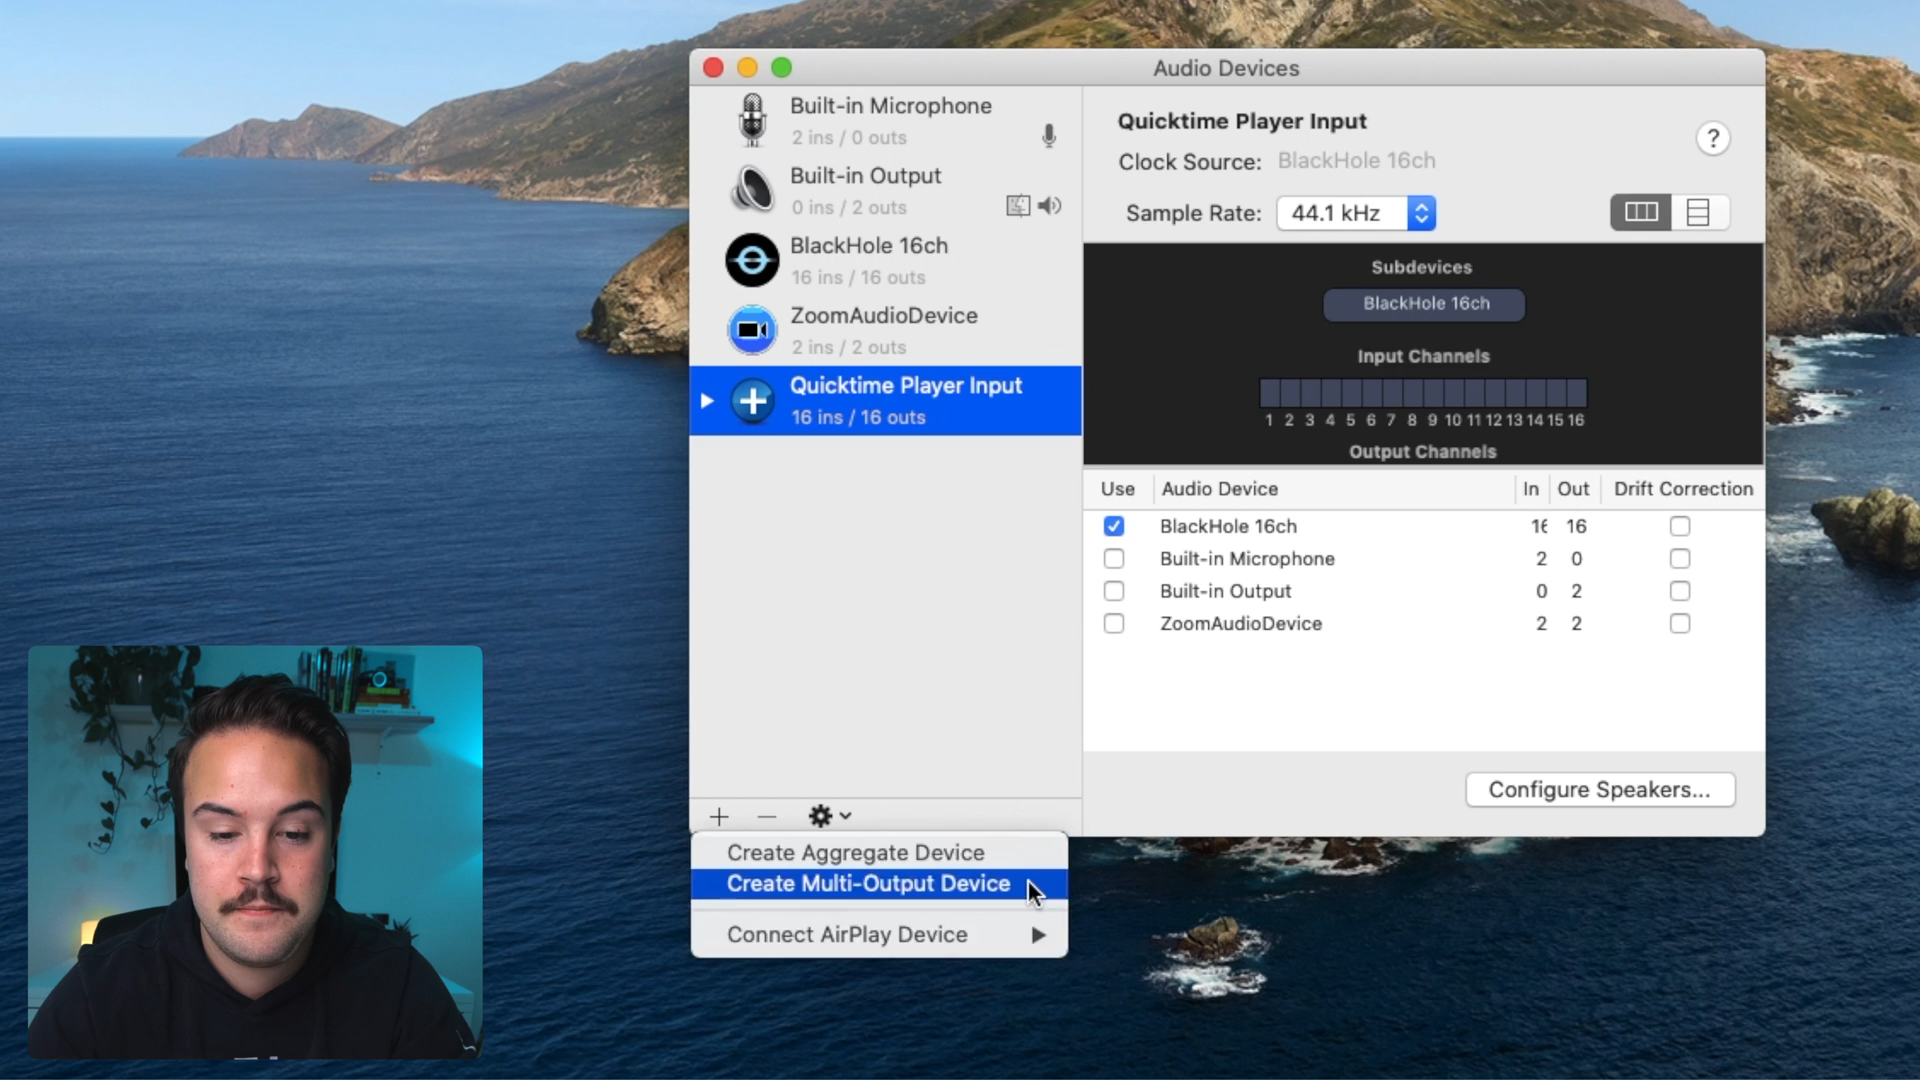 Audio Devices
Built-in Microphone
2 ins / 0 outs
Built-in Output
0 ins / 2 outs
BlackHole 16ch
16 ins / 16 outs
ZoomAudioDevice
2 ins / 2 outs
Quicktime Player Input
16 ins / 16 outs
Create Aggregate Device
Create Multi-Output Device
Connect AirPlay Device
Quicktime Player Input
?
Clock Source: BlackHole 16ch
Sample Rate: 44.1 kHz
Subdevices
BlackHole 16ch
Input Channels
1 2 3 4 5 6 7 8 9 10 11 12 13 14 15 16
Output Channels
Use Audio Device In Out Drift Correction
BlackHole 16ch 16 16
Built-in Microphone 2 0
Built-in Output 0 2
ZoomAudioDevice 2 2
Configure Speakers...